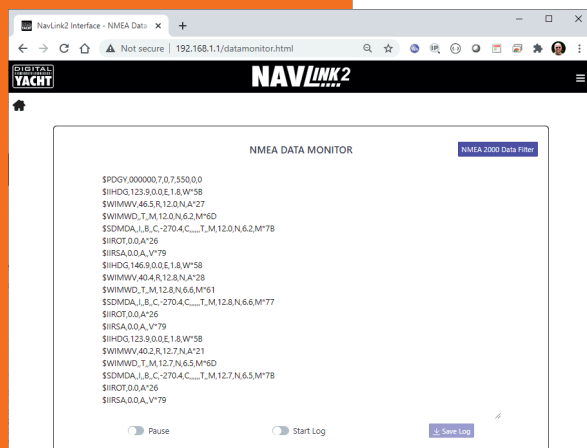 NavLink2 Interface - NMEA Data
Not secure | 192.168.1.1/datamonitor.html
DIGITAL
YACHT
NAVLINK2
NMEA DATA MONITOR
NMEA 2000 Data Filter
$PDGY,000000,7,0,7,550,0,0
$IIHDG,123.9,0.0,E,1.8,W*5B
$WIMWV,46.5,R,12.0,N,A*27
$WIMWD,,T,,M,12.0,N,6.2,M*6D
$SDMDA,,I,,B,,C,-270.4,C,,,,,,T,,M,12.0,N,6.2,M*7B
$IIROT,0.0,A*26
$IIRSA,0.0,A,,V*79
$IIHDG,146.9,0.0,E,1.8,W*58
$WIMWV,40.4,R,12.8,N,A*28
$WIMWD,,T,,M,12.8,N,6.6,M*61
$SDMDA,,I,,B,,C,-270.4,C,,,,,,T,,M,12.8,N,6.6,M*77
$IIROT,0.0,A*26
$IIRSA,0.0,A,,V*79
$IIHDG,123.9,0.0,E,1.8,W*5B
$WIMWV,40.2,R,12.7,N,A*21
$WIMWD,,T,,M,12.7,N,6.5,M*6D
$SDMDA,,I,,B,,C,-270.4,C,,,,,,T,,M,12.7,N,6.5,M*7B
$IIROT,0.0,A*26
$IIRSA,0.0,A,,V*79
Pause
Start Log
Save Log